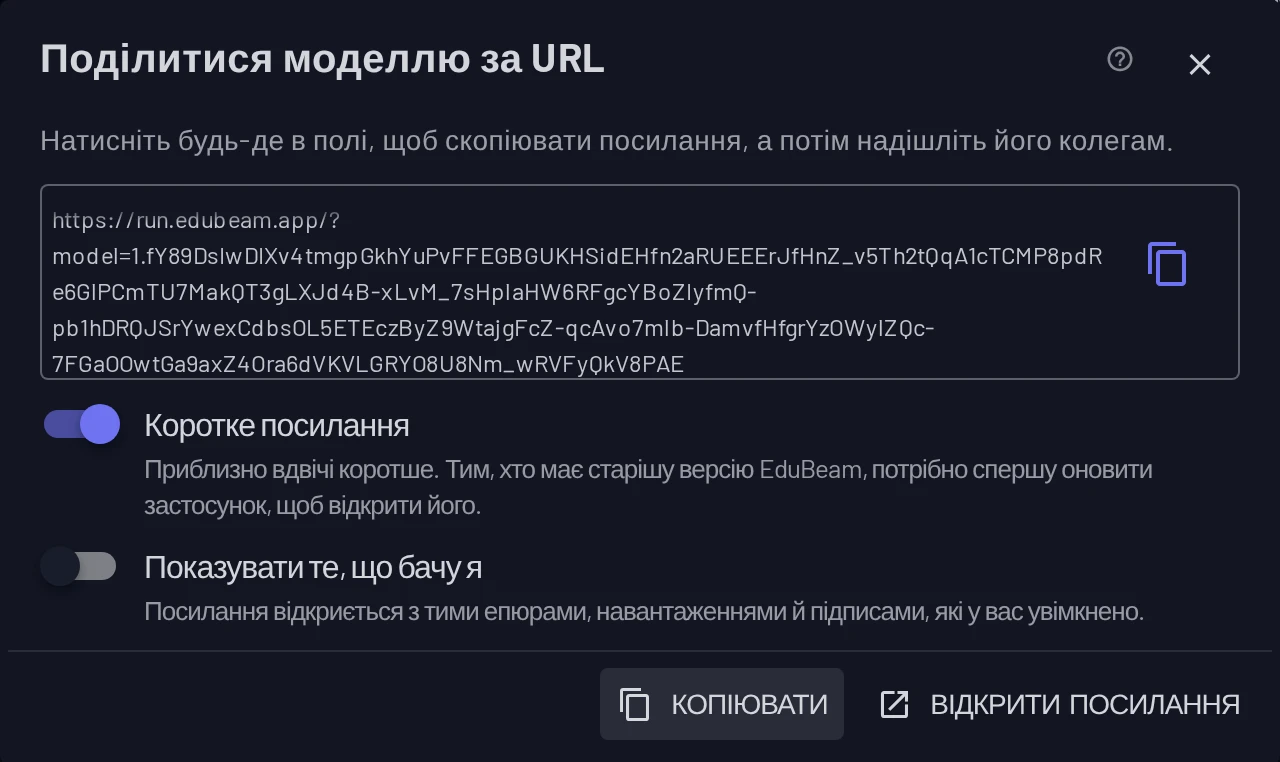 Поділитися моделлю за URL
Натисніть будь-де в полі, щоб скопіювати посилання, а потім надішліть його колегам.
https://run.edubeam.app/?
model=1.fY89DsIwDIXv4tmgpGkhYuPvFFEGBGUKHSidEHfn2aRUEEErJfHnZ_v5Th2tQqA1cTCMP8pdR
e6GIPCmTU7MakQT3gLXJd4B-xLvM_7sHpIaHW6RFgcYBoZIyfmQ-
pb1hDRQJSrYwexCdbsOL5ETEczByZ9WtajgFcZ-qcAvo7mIb-DamvfHfgrYzOWyIZQc-
7FGaOOwtGa9axZ4Ora6dVKVLGRYO8U8Nm_wRVFyQkV8PAE
Коротке посилання
Приблизно вдвічі коротше. Тим, хто має старішу версію EduBeam, потрібно спершу оновити
застосунок, щоб відкрити його.
Показувати те, що бачу я
Посилання відкриється з тими епюрами, навантаженнями й підписами, які у вас увімкнено.
КОПІЮВАТИ
ВІДКРИТИ ПОСИЛАННЯ